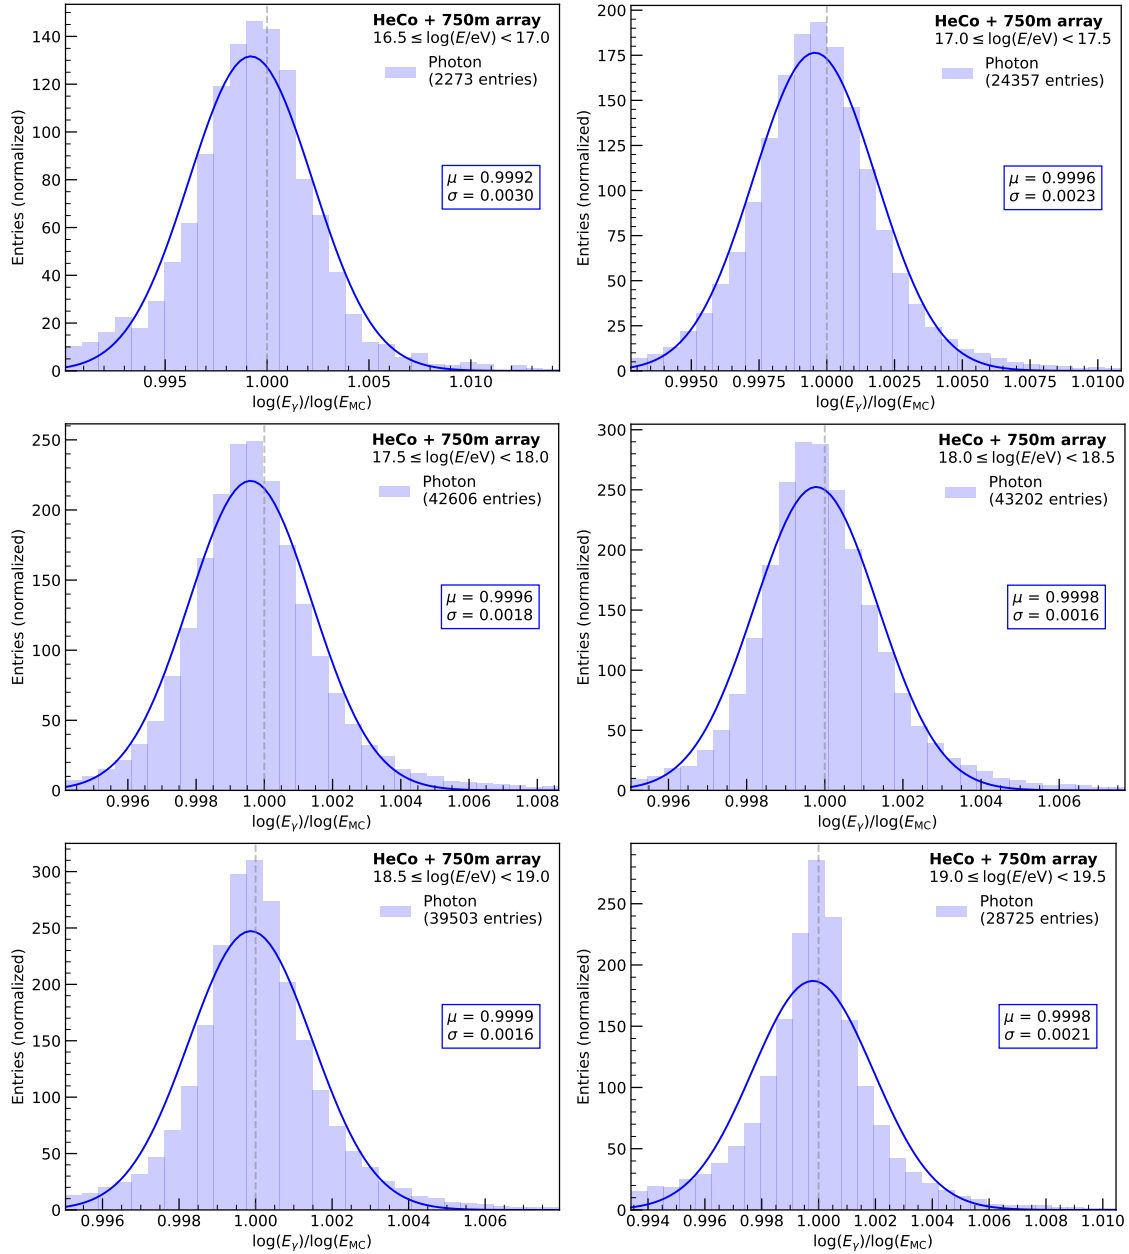 HeCo + 750m array
16.5 ≤ log(E/eV) < 17.0
Photon
(2273 entries)
μ = 0.9992
σ = 0.0030
Entries (normalized)
140
120
100
80
60
40
20
0
0.995 1.000 1.005 1.010
log(Eγ)/log(EMC)
HeCo + 750m array
17.0 ≤ log(E/eV) < 17.5
Photon
(24357 entries)
μ = 0.9996
σ = 0.0023
Entries (normalized)
200
175
150
125
100
75
50
25
0
0.9950 0.9975 1.0000 1.0025 1.0050 1.0075 1.0100
log(Eγ)/log(EMC)
HeCo + 750m array
17.5 ≤ log(E/eV) < 18.0
Photon
(42606 entries)
μ = 0.9996
σ = 0.0018
Entries (normalized)
250
200
150
100
50
0
0.996 0.998 1.000 1.002 1.004 1.006 1.008
log(Eγ)/log(EMC)
HeCo + 750m array
18.0 ≤ log(E/eV) < 18.5
Photon
(43202 entries)
μ = 0.9998
σ = 0.0016
Entries (normalized)
300
250
200
150
100
50
0
0.996 0.998 1.000 1.002 1.004 1.006
log(Eγ)/log(EMC)
HeCo + 750m array
18.5 ≤ log(E/eV) < 19.0
Photon
(39503 entries)
μ = 0.9999
σ = 0.0016
Entries (normalized)
300
250
200
150
100
50
0
0.996 0.998 1.000 1.002 1.004 1.006
log(Eγ)/log(EMC)
HeCo + 750m array
19.0 ≤ log(E/eV) < 19.5
Photon
(28725 entries)
μ = 0.9998
σ = 0.0021
Entries (normalized)
250
200
150
100
50
0
0.994 0.996 0.998 1.000 1.002 1.004 1.006 1.008 1.010
log(Eγ)/log(EMC)